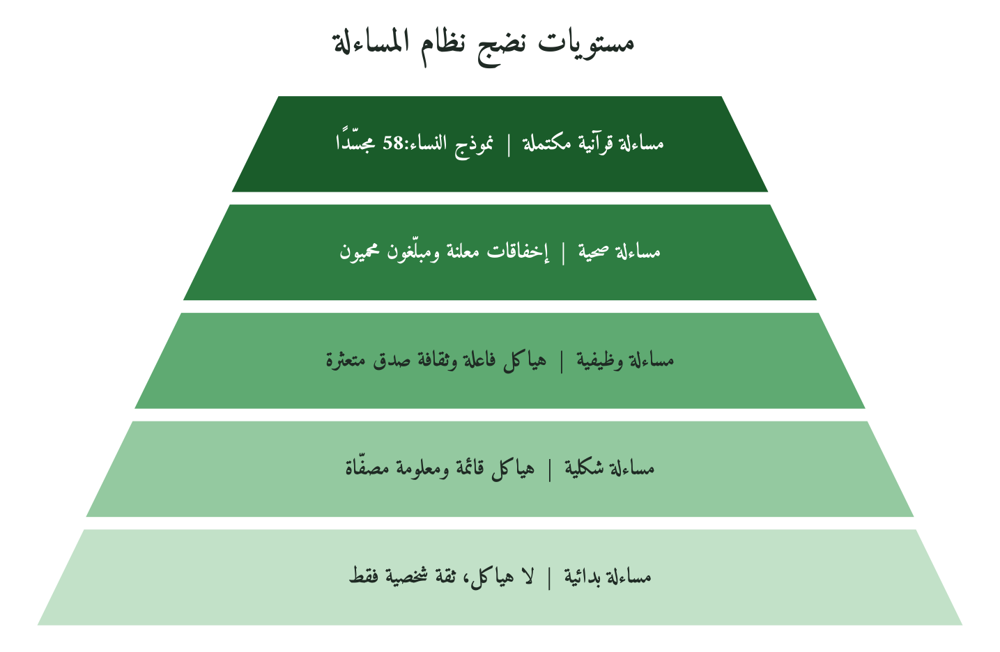 مستويات نضج نظام المساءلة
مساءلة قرآنية مكتملة | نموذج النساء:58 مجسّدًا
مساءلة صحية | إخفاقات معلنة ومبلّغون محميون
مساءلة وظيفية | هياكل فاعلة وثقافة صدق متعثرة
مساءلة شكلية | هياكل قائمة ومعلومة مصفّاة
مساءلة بدائية | لا هياكل، ثقة شخصية فقط